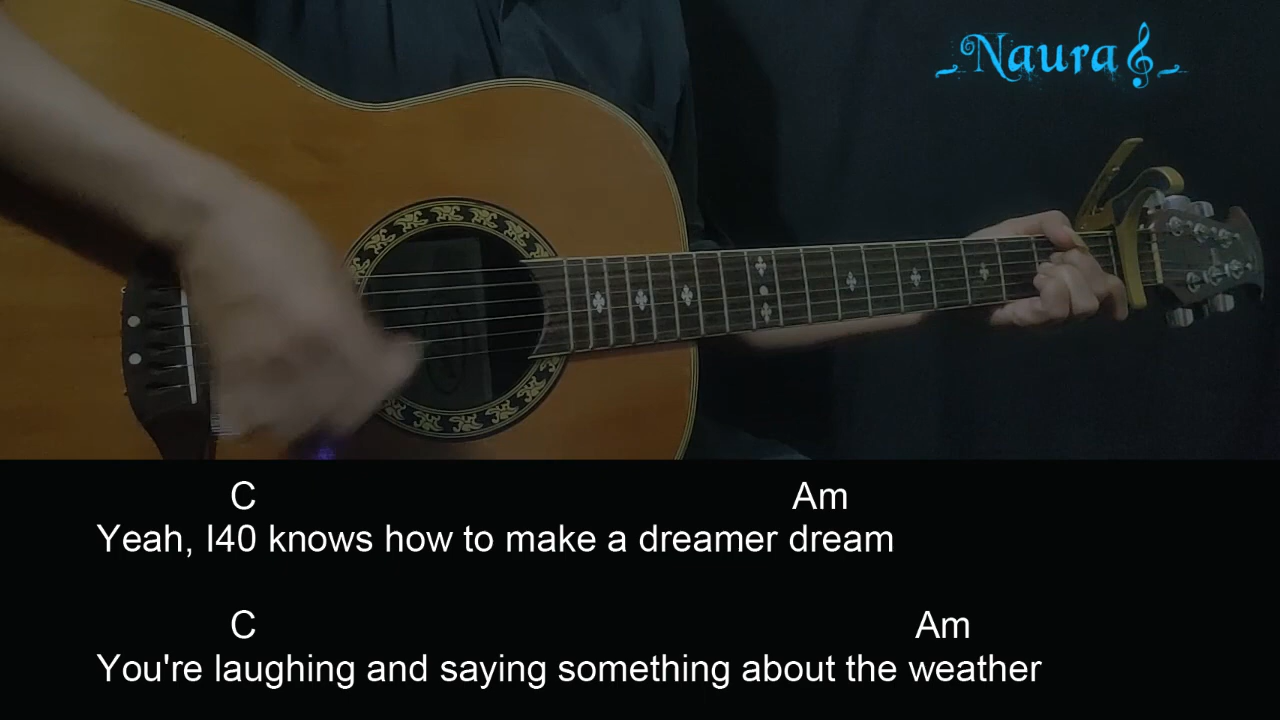 Naura
C Am
Yeah, I40 knows how to make a dreamer dream
C Am
You're laughing and saying something about the weather